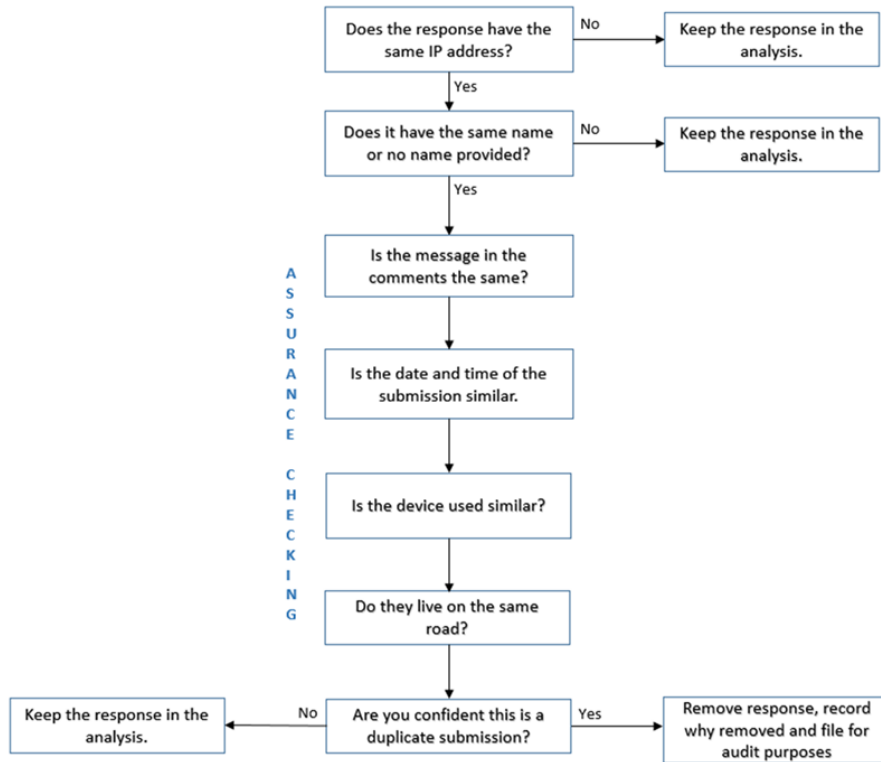 Does the response have the
same IP address?
No
Keep the response in the
analysis.
Yes
Does it have the same name
or no name provided?
No
Keep the response in the
analysis.
Yes
Is the message in the
comments the same?
ASSURANCE CHECKING
Is the date and time of the
submission similar.
Is the device used similar?
Do they live on the same
road?
Keep the response in the
analysis.
No
Are you confident this is a
duplicate submission?
Yes
Remove response, record
why removed and file for
audit purposes